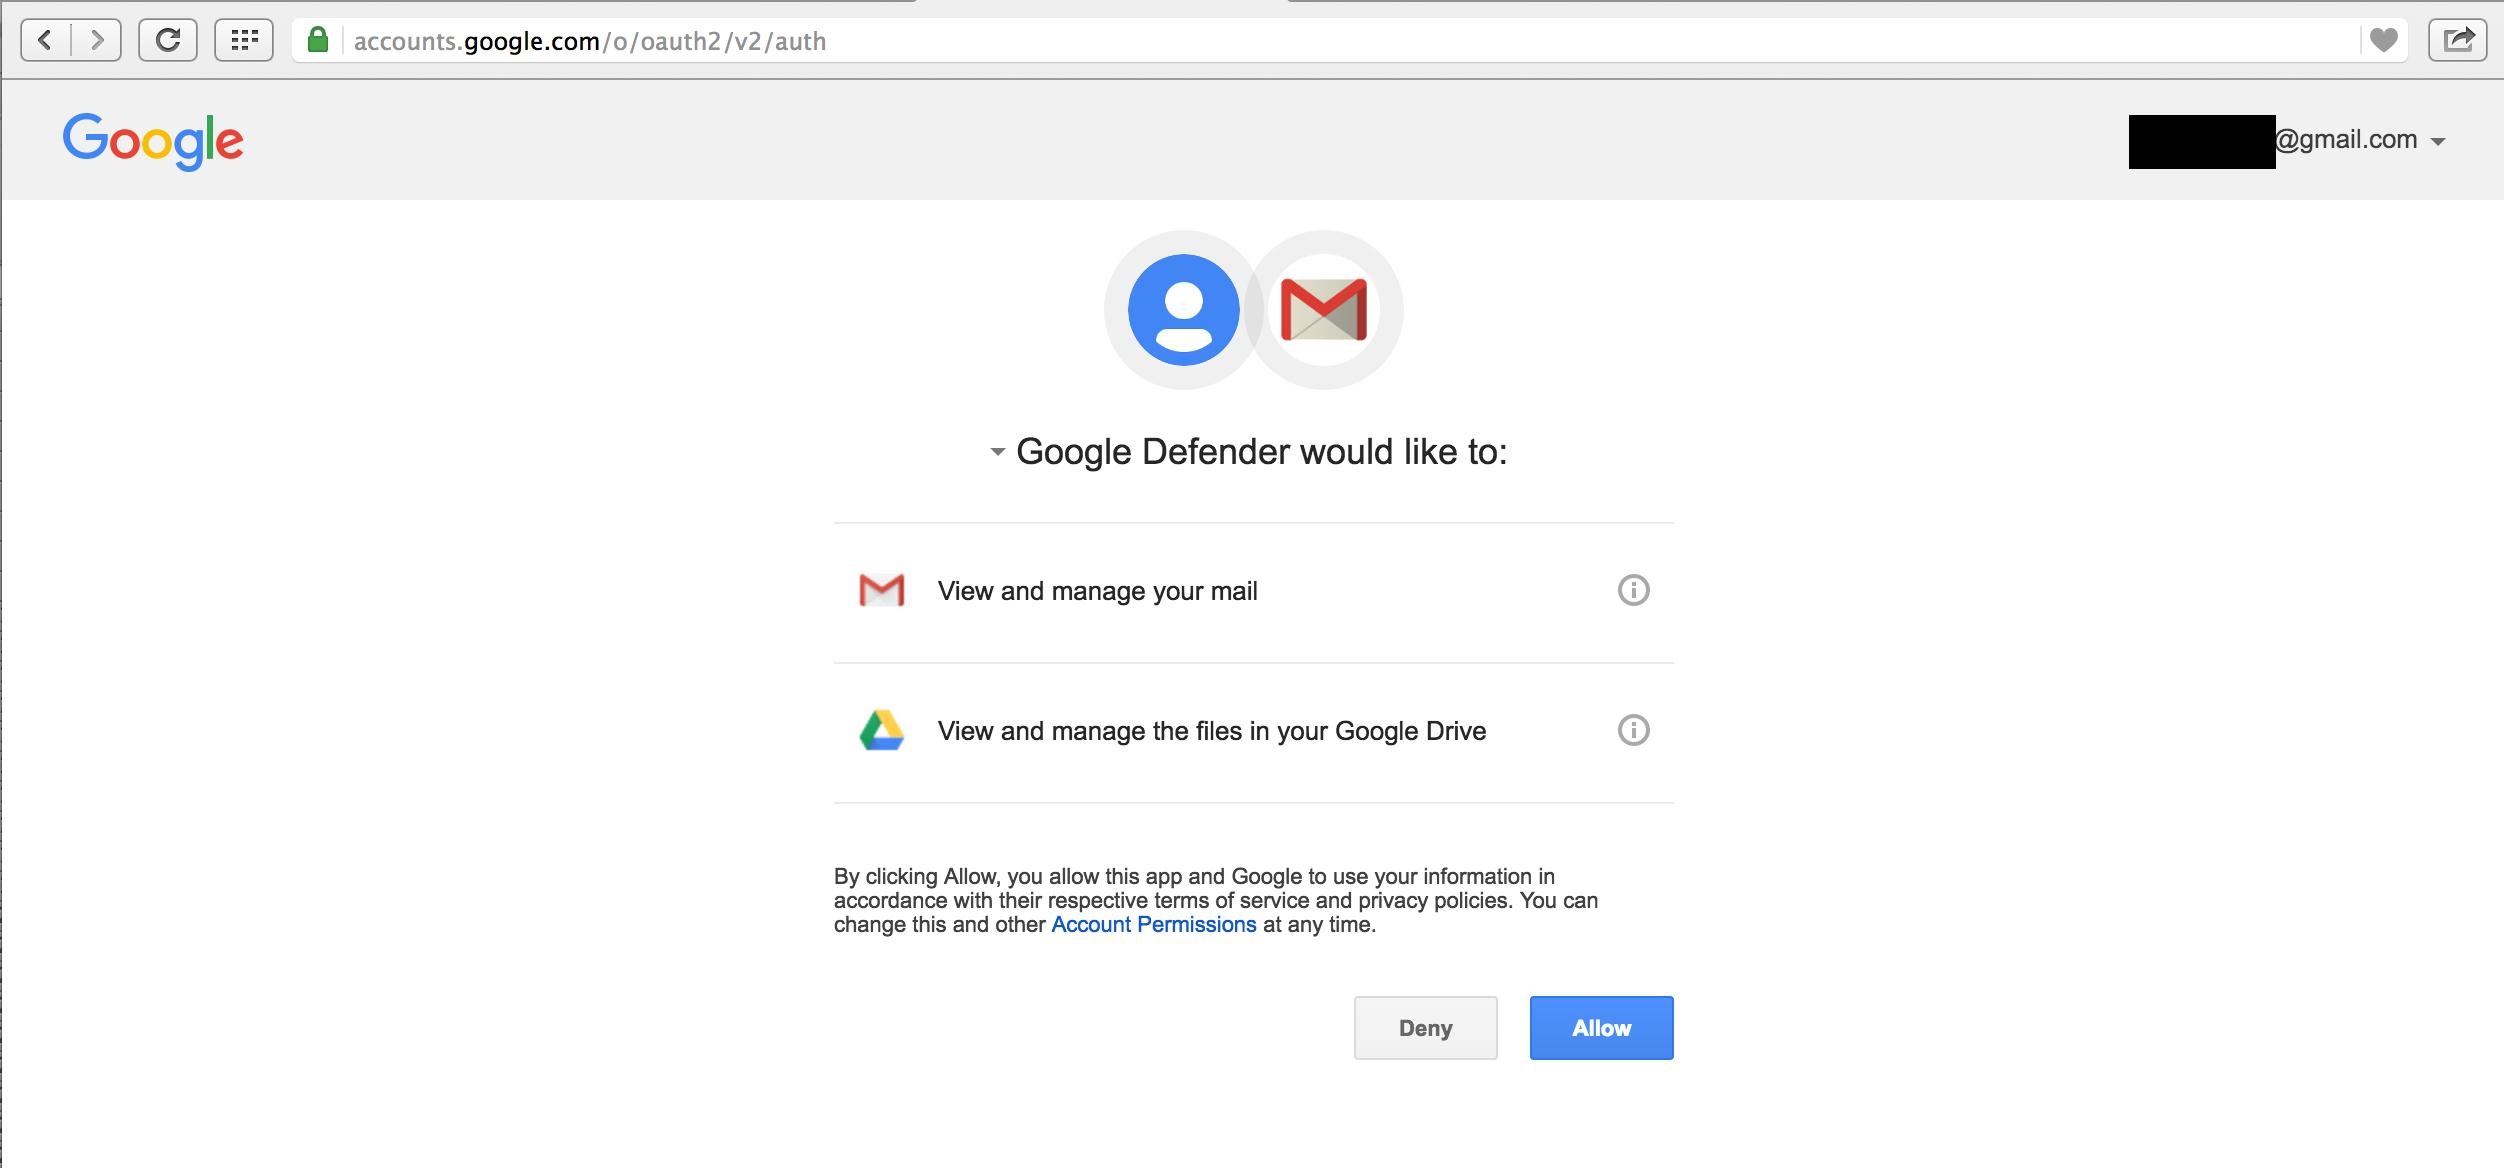 accounts.google.com/o/oauth2/v2/auth
Google
@gmail.com
Google Defender would like to:
View and manage your mail
View and manage the files in your Google Drive
By clicking Allow, you allow this app and Google to use your information in
accordance with their respective terms of service and privacy policies. You can
change this and other Account Permissions at any time.
Deny
Allow